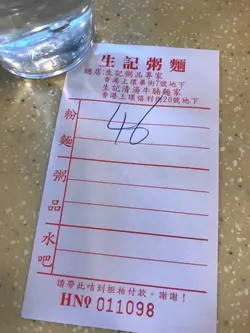 生記粥麵
總店:生記粥品專家
香港上環畢街7號地下
生記清湯牛腩麵家
香港上環禧利街20號地下
46
粉
麵
粥
品
水
吧
請帶此咭到柜枱付款。謝謝!
HNo 011098